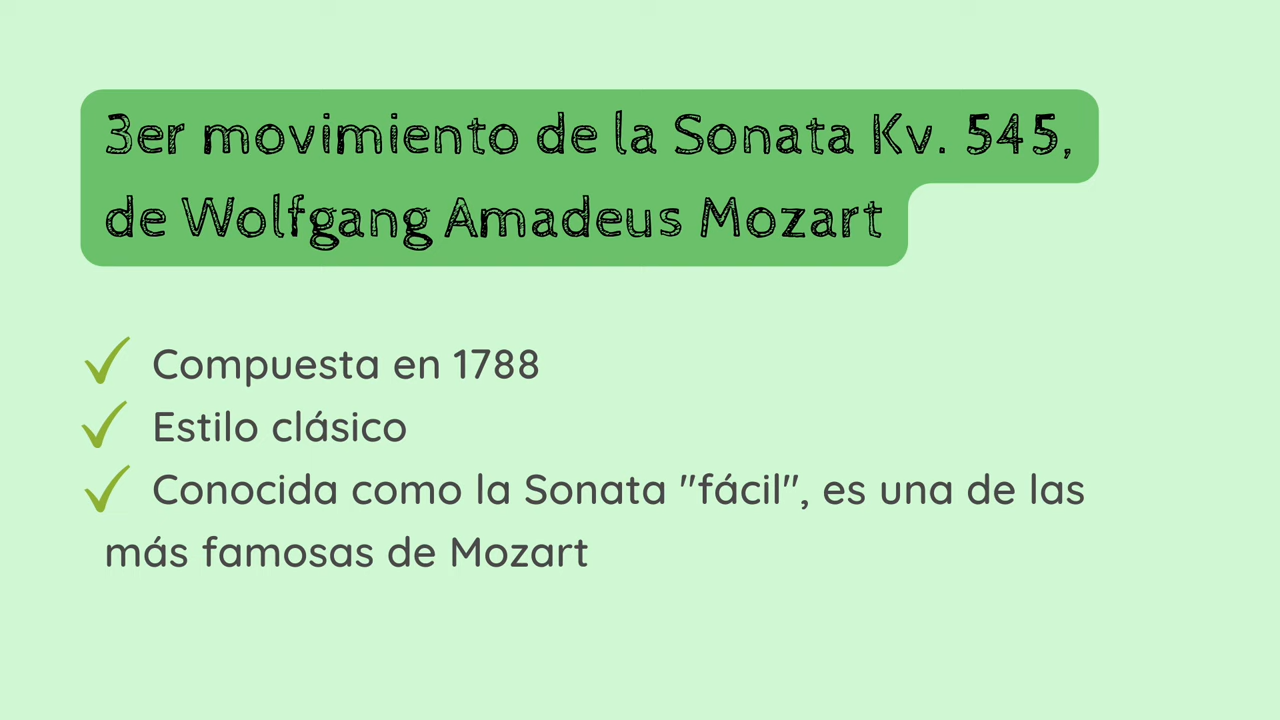 3er movimiento de la Sonata Kv. 545,
de Wolfgang Amadeus Mozart
Compuesta en 1788
Estilo clásico
Conocida como la Sonata "fácil", es una de las
más famosas de Mozart